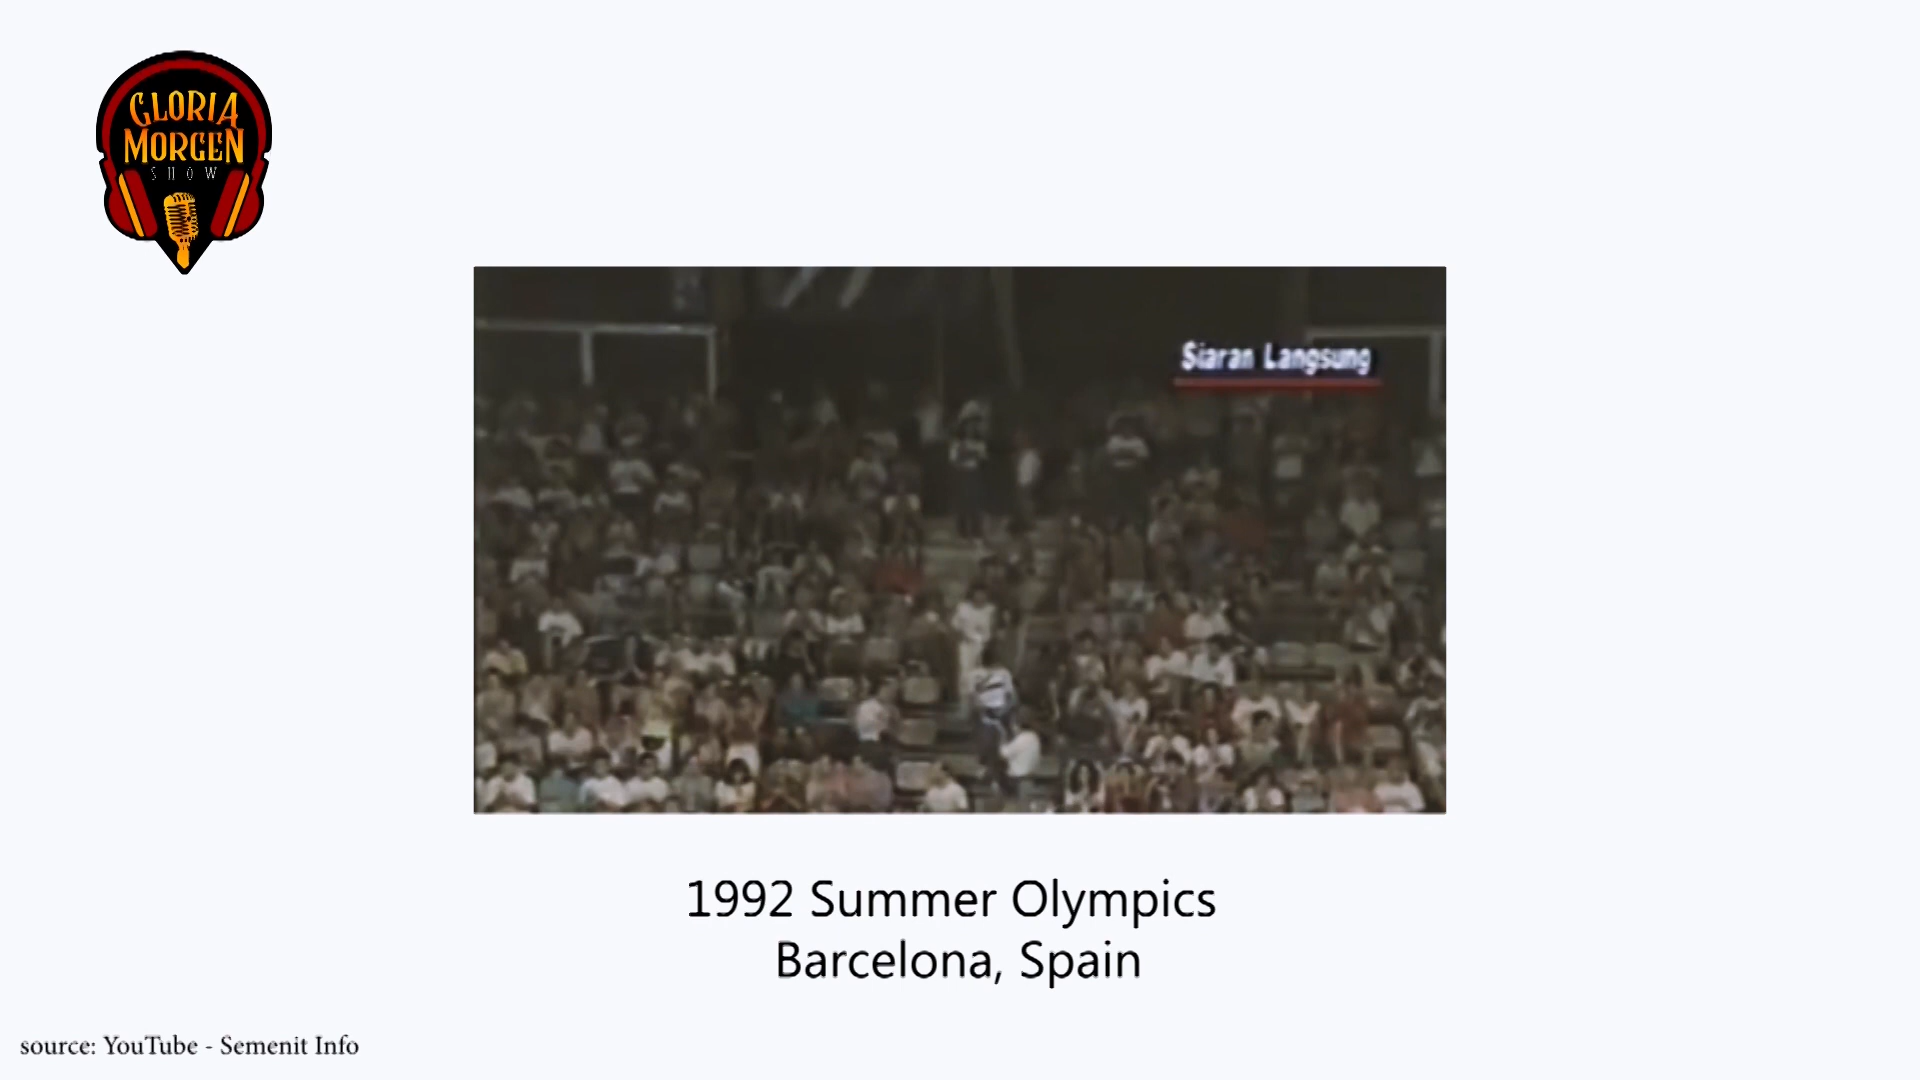 GLORIA
MORGEN
SHOW
Siaran Langsung
1992 Summer Olympics
Barcelona, Spain
source: YouTube - Semenit Info